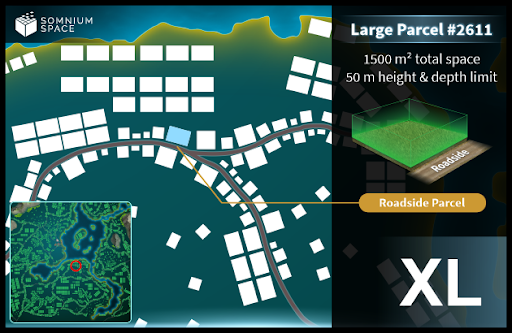 SOMNIUM
SPACE
Large Parcel #2611
1500 m² total space
50 m height & depth limit
Roadside
Roadside Parcel
XL